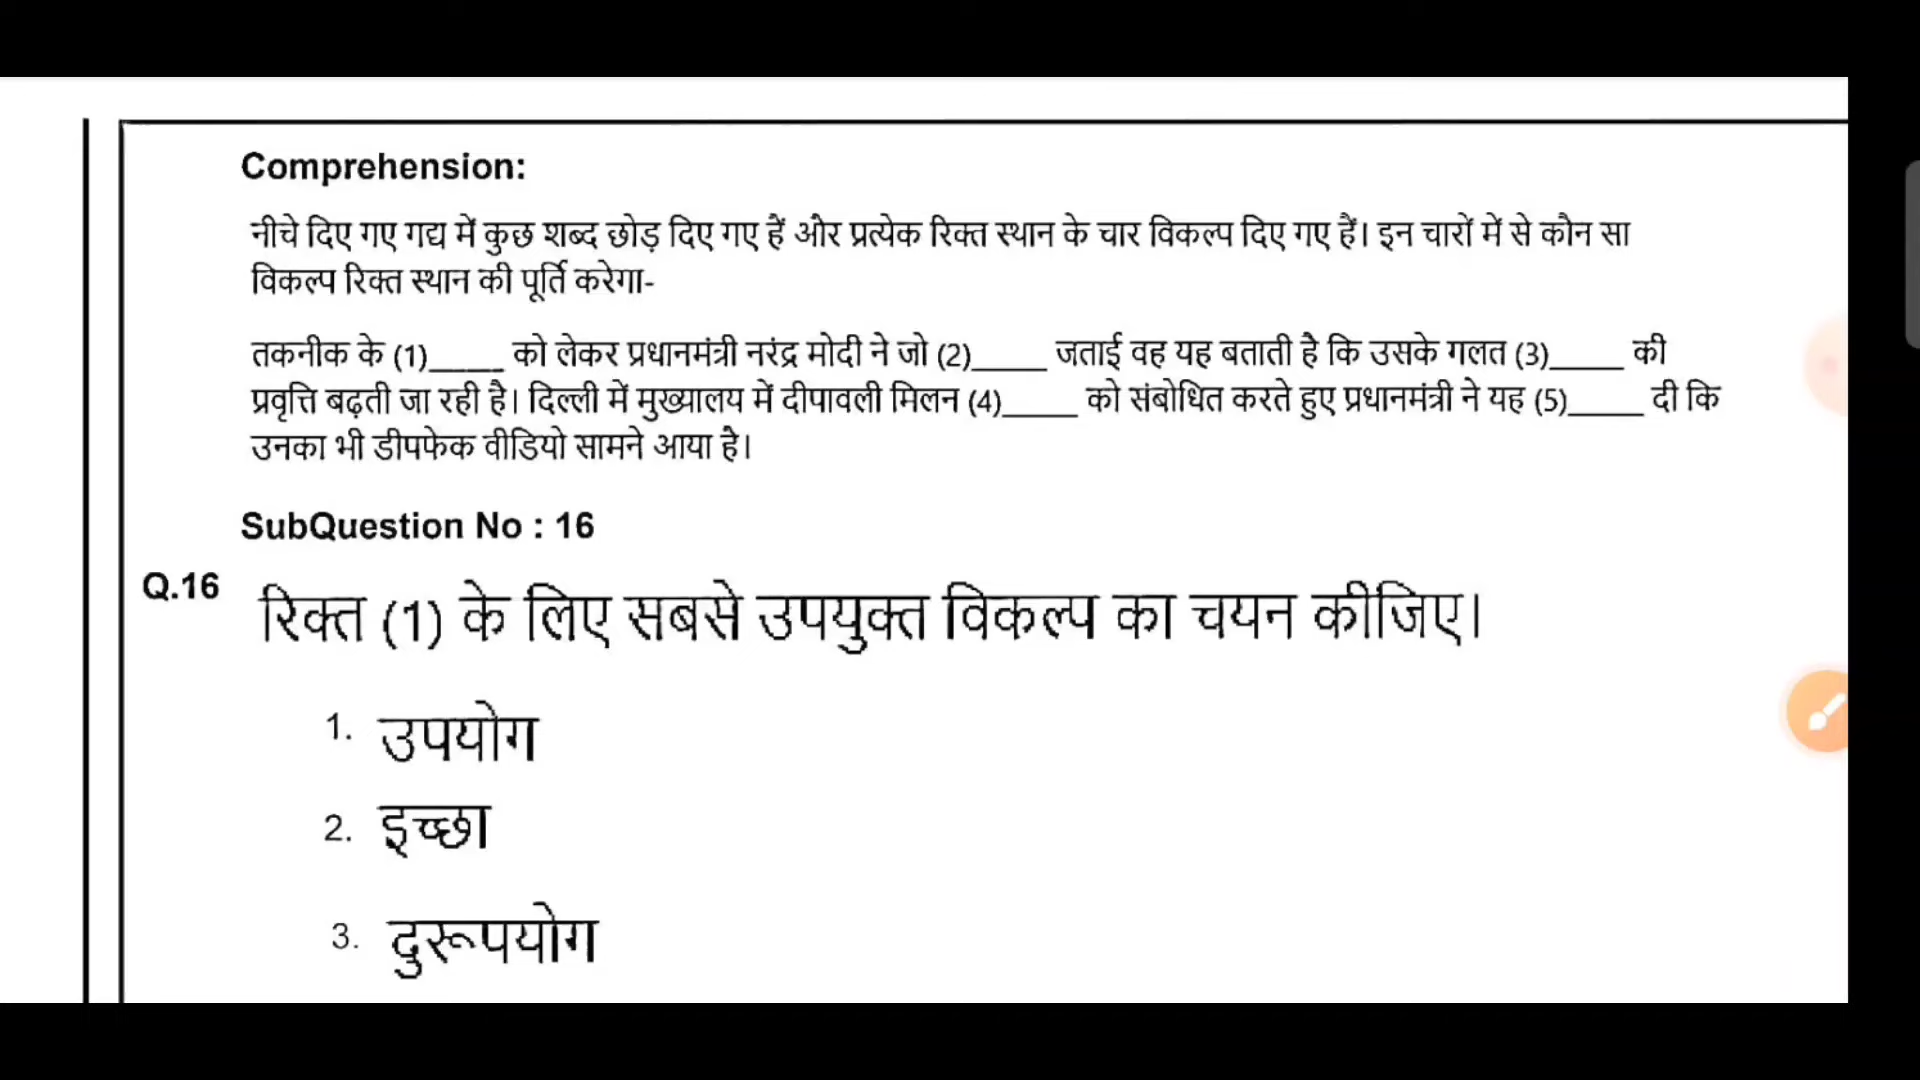 Comprehension:
नीचे दिए गए गद्य में कुछ शब्द छोड़ दिए गए हैं और प्रत्येक रिक्त स्थान के चार विकल्प दिए गए हैं। इन चारों में से कौन सा
विकल्प रिक्त स्थान की पूर्ति करेगा-
तकनीक के (1)_____ को लेकर प्रधानमंत्री नरंद्र मोदी ने जो (2)_____ जताई वह यह बताती है कि उसके गलत (3)_____ की
प्रवृत्ति बढ़ती जा रही है। दिल्ली में मुख्यालय में दीपावली मिलन (4)_____ को संबोधित करते हुए प्रधानमंत्री ने यह (5)_____ दी कि
उनका भी डीपफेक वीडियो सामने आया है।
SubQuestion No : 16
Q.16 रिक्त (1) के लिए सबसे उपयुक्त विकल्प का चयन कीजिए।
1. उपयोग
2. इच्छा
3. दुरूपयोग